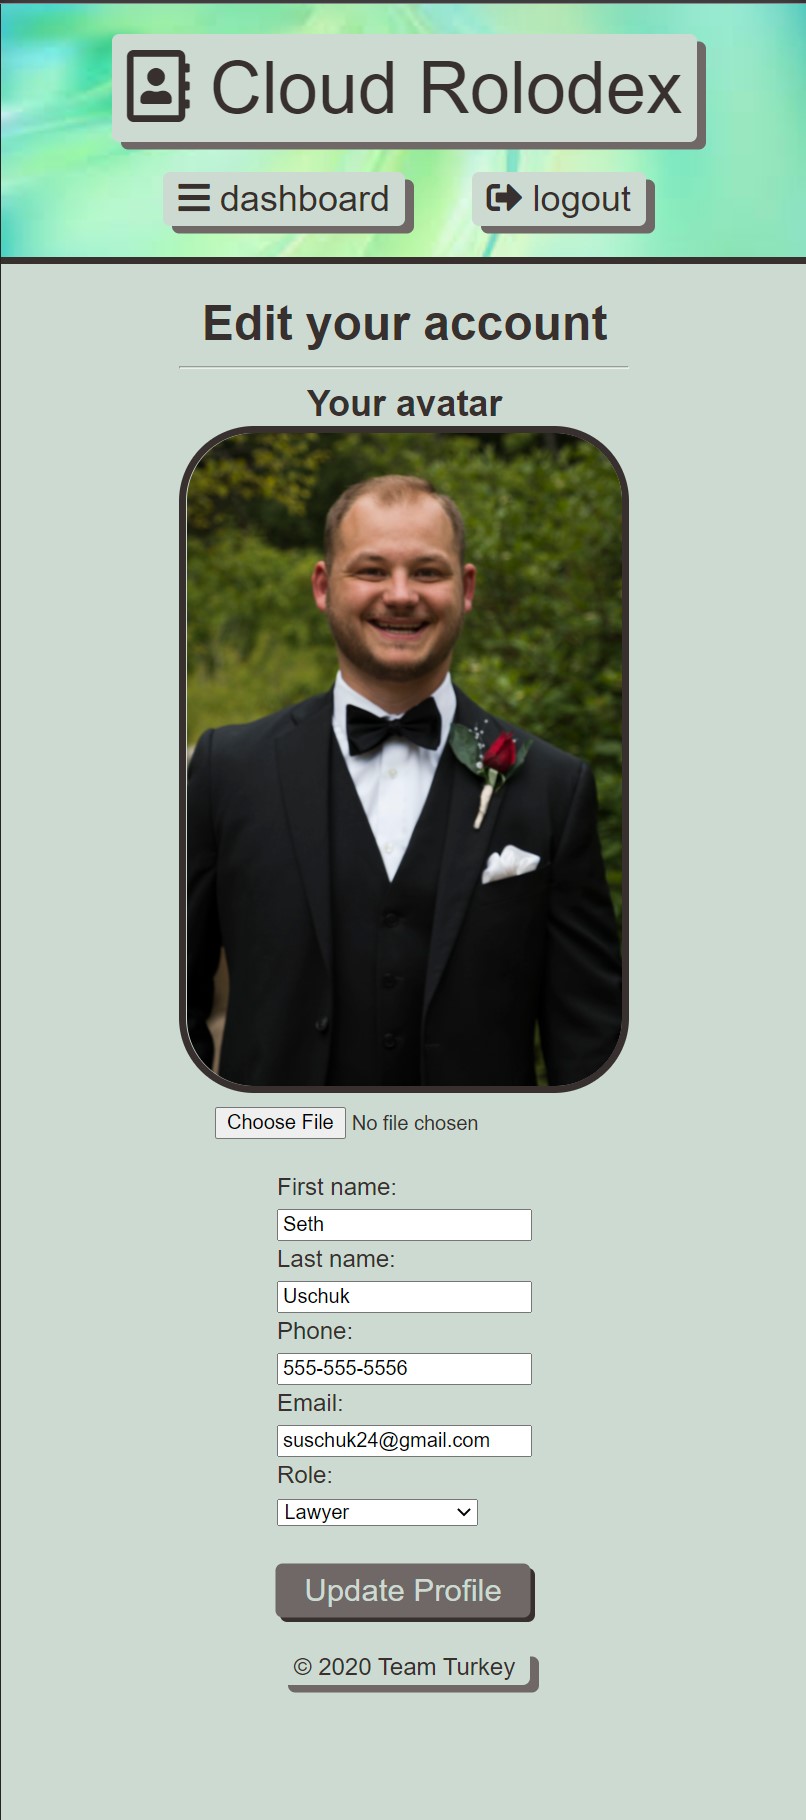 Cloud Rolodex
dashboard logout
Edit your account
Your avatar
Choose File No file chosen
First name:
Seth
Last name:
Uschuk
Phone:
555-555-5556
Email:
suschuk24@gmail.com
Role:
Lawyer
Update Profile
© 2020 Team Turkey